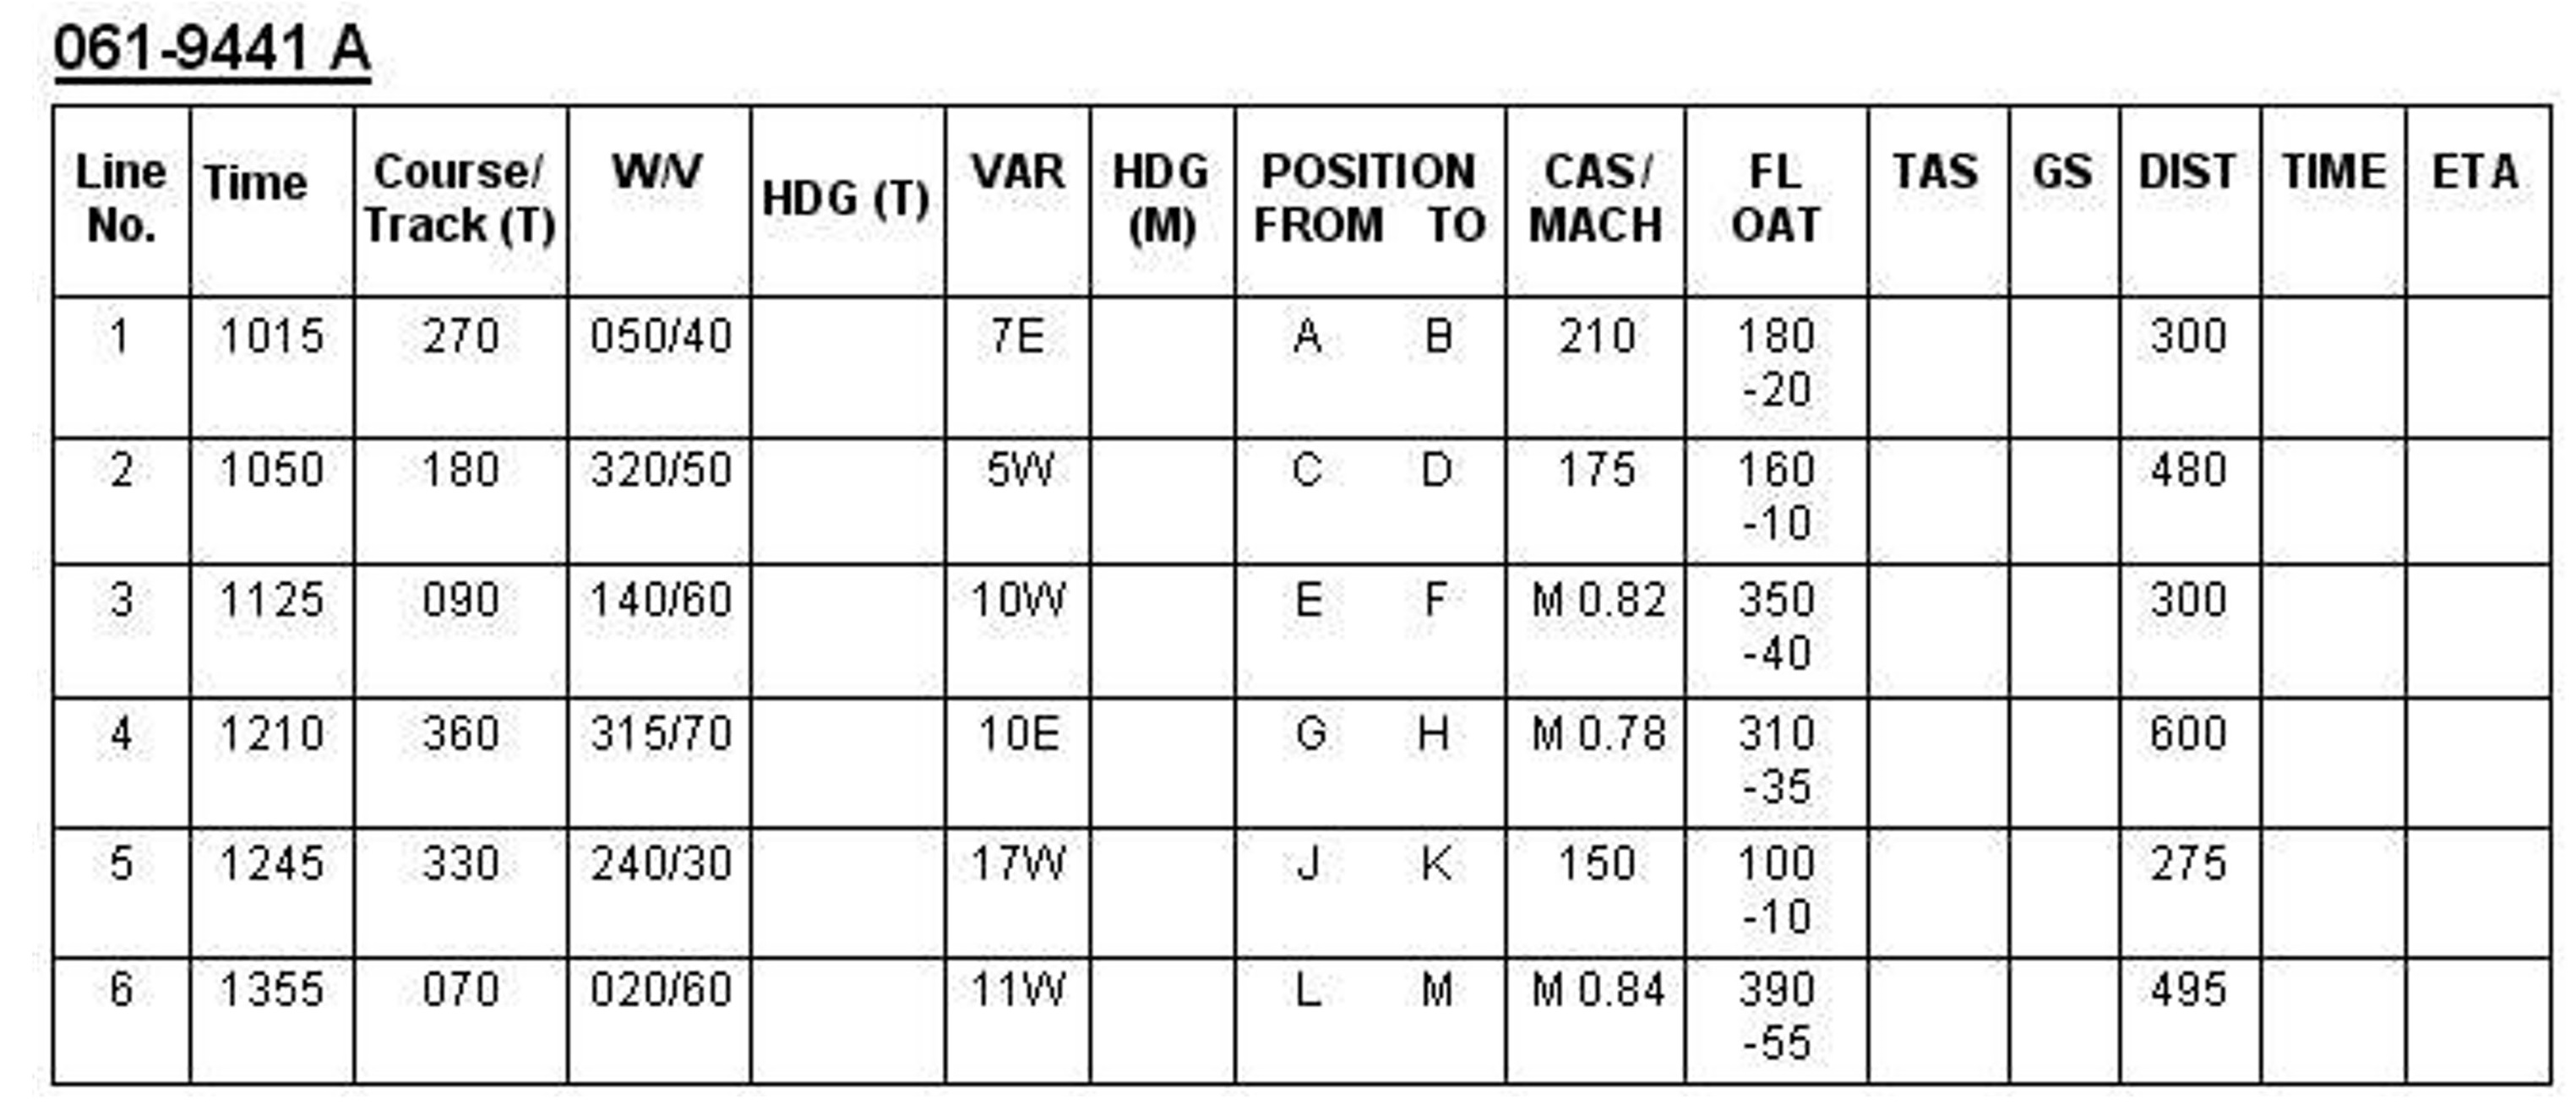 061-9441 A
Line No. Time Course/ Track (T) W/V HDG (T) VAR HDG (M) POSITION FROM TO CAS/ MACH FL OAT TAS GS DIST TIME ETA
1 1015 270 050/40 7E A B 210 180 300
-20
2 1050 180 320/50 5W C D 175 160 480
-10
3 1125 090 140/60 10W E F M 0.82 350 300
-40
4 1210 360 315/70 10E G H M 0.78 310 600
-35
5 1245 330 240/30 17W J K 150 100 275
-10
6 1355 070 020/60 11W L M M 0.84 390 495
-55